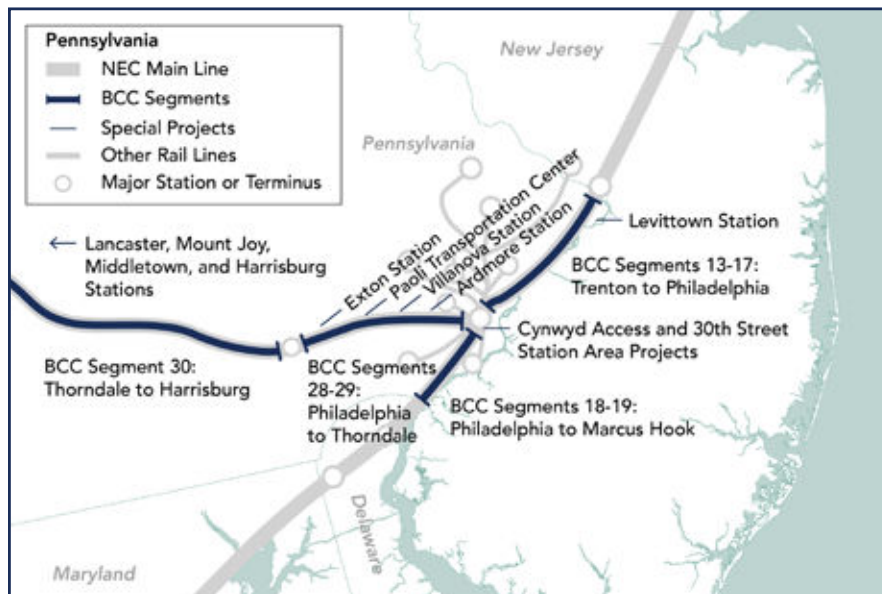 Pennsylvania
NEC Main Line
BCC Segments
Special Projects
Other Rail Lines
Major Station or Terminus
New Jersey
Pennsylvania
← Lancaster, Mount Joy,
Middletown, and Harrisburg
Stations
Exton Station
Paoli Transportation Center
Villanova Station
Ardmore Station
Levittown Station
BCC Segments 13-17:
Trenton to Philadelphia
Cynwyd Access and 30th Street
Station Area Projects
BCC Segment 30:
Thorndale to Harrisburg
BCC Segments
28-29:
Philadelphia
to Thorndale
BCC Segments 18-19:
Philadelphia to Marcus Hook
Delaware
Maryland